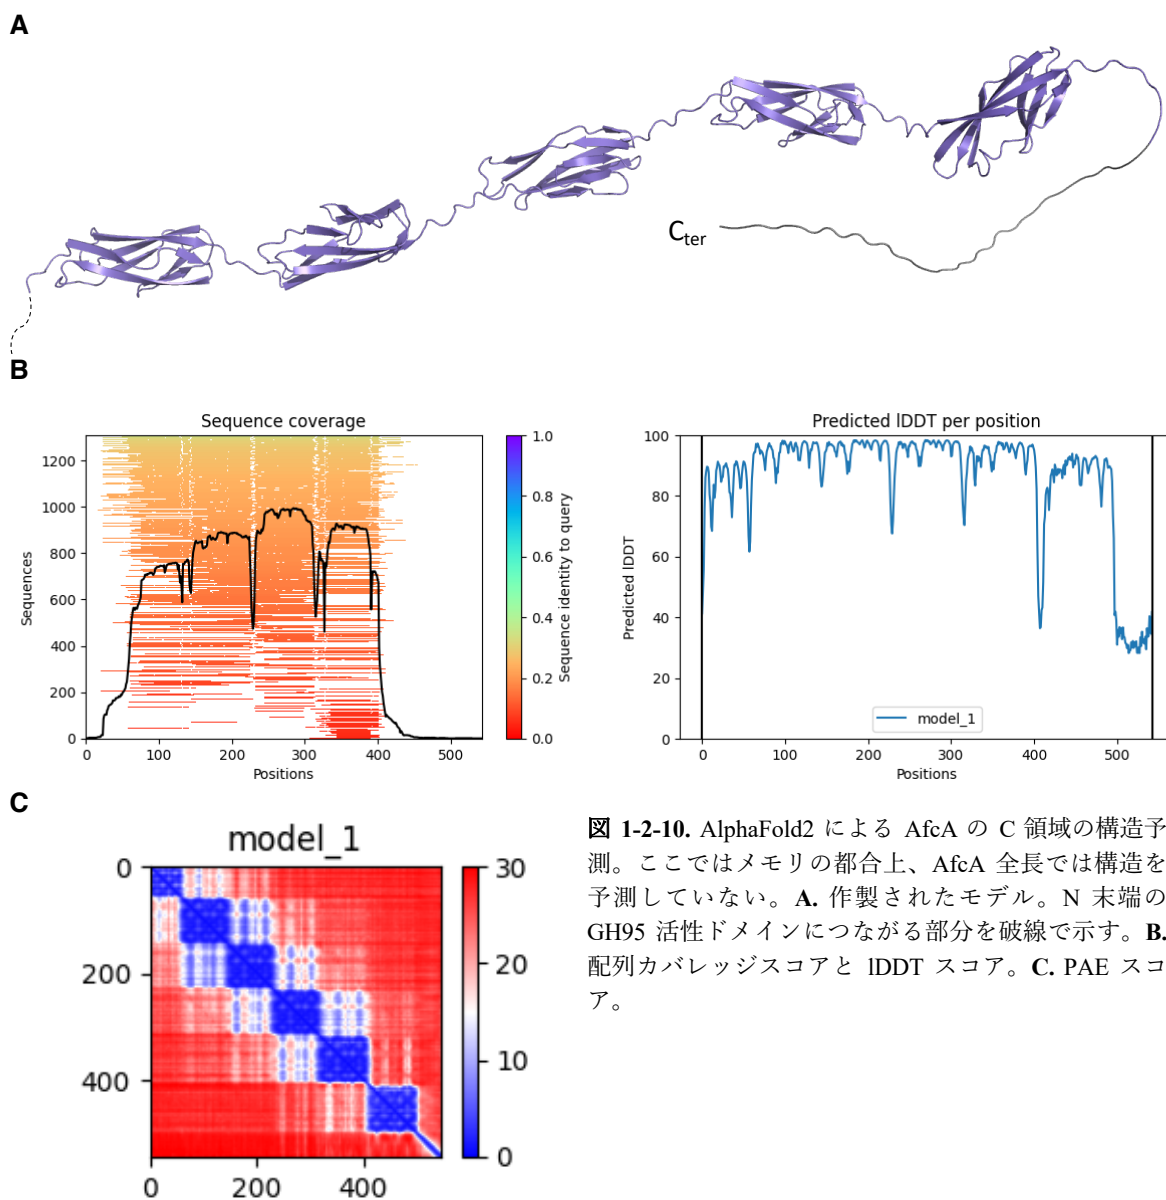 A
C ter
B
Sequence coverage
1200
1000
800
600
400
200
0
Sequences
0 100 200 300 400 500
Positions
1.0
0.8
0.6
0.4
0.2
0.0
Sequence identity to query
Predicted lDDT per position
100
80
60
40
20
0
Predicted lDDT
model_1
0 100 200 300 400 500
Positions
C
model_1
0
200
400
0 200 400
30
20
10
0
図 1-2-10. AlphaFold2 による AfcA の C 領域の構造予
測。ここではメモリの都合上、AfcA 全長では構造を
予測していない。A. 作製されたモデル。N 末端の
GH95 活性ドメインにつながる部分を破線で示す。B.
配列カバレッジスコアと lDDT スコア。C. PAE スコ
ア。